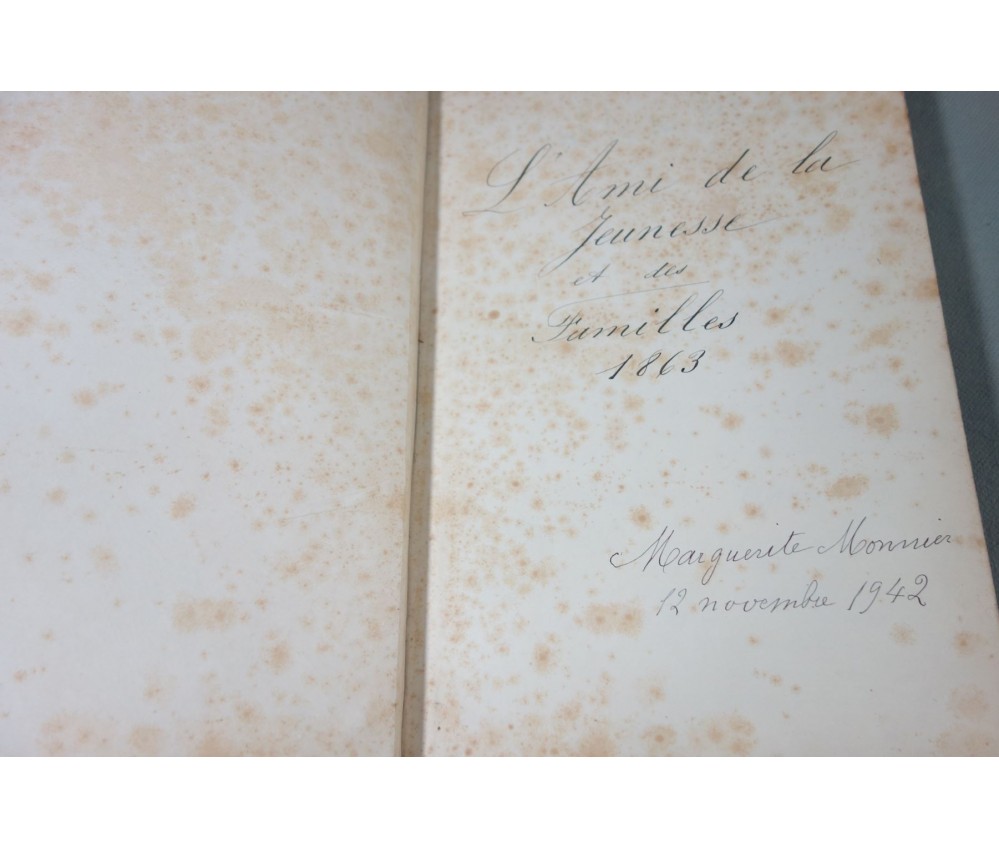 L'Ami de la
Jeunesse
et des
Familles
1863
Marguerite Monnier
12 novembre 1942